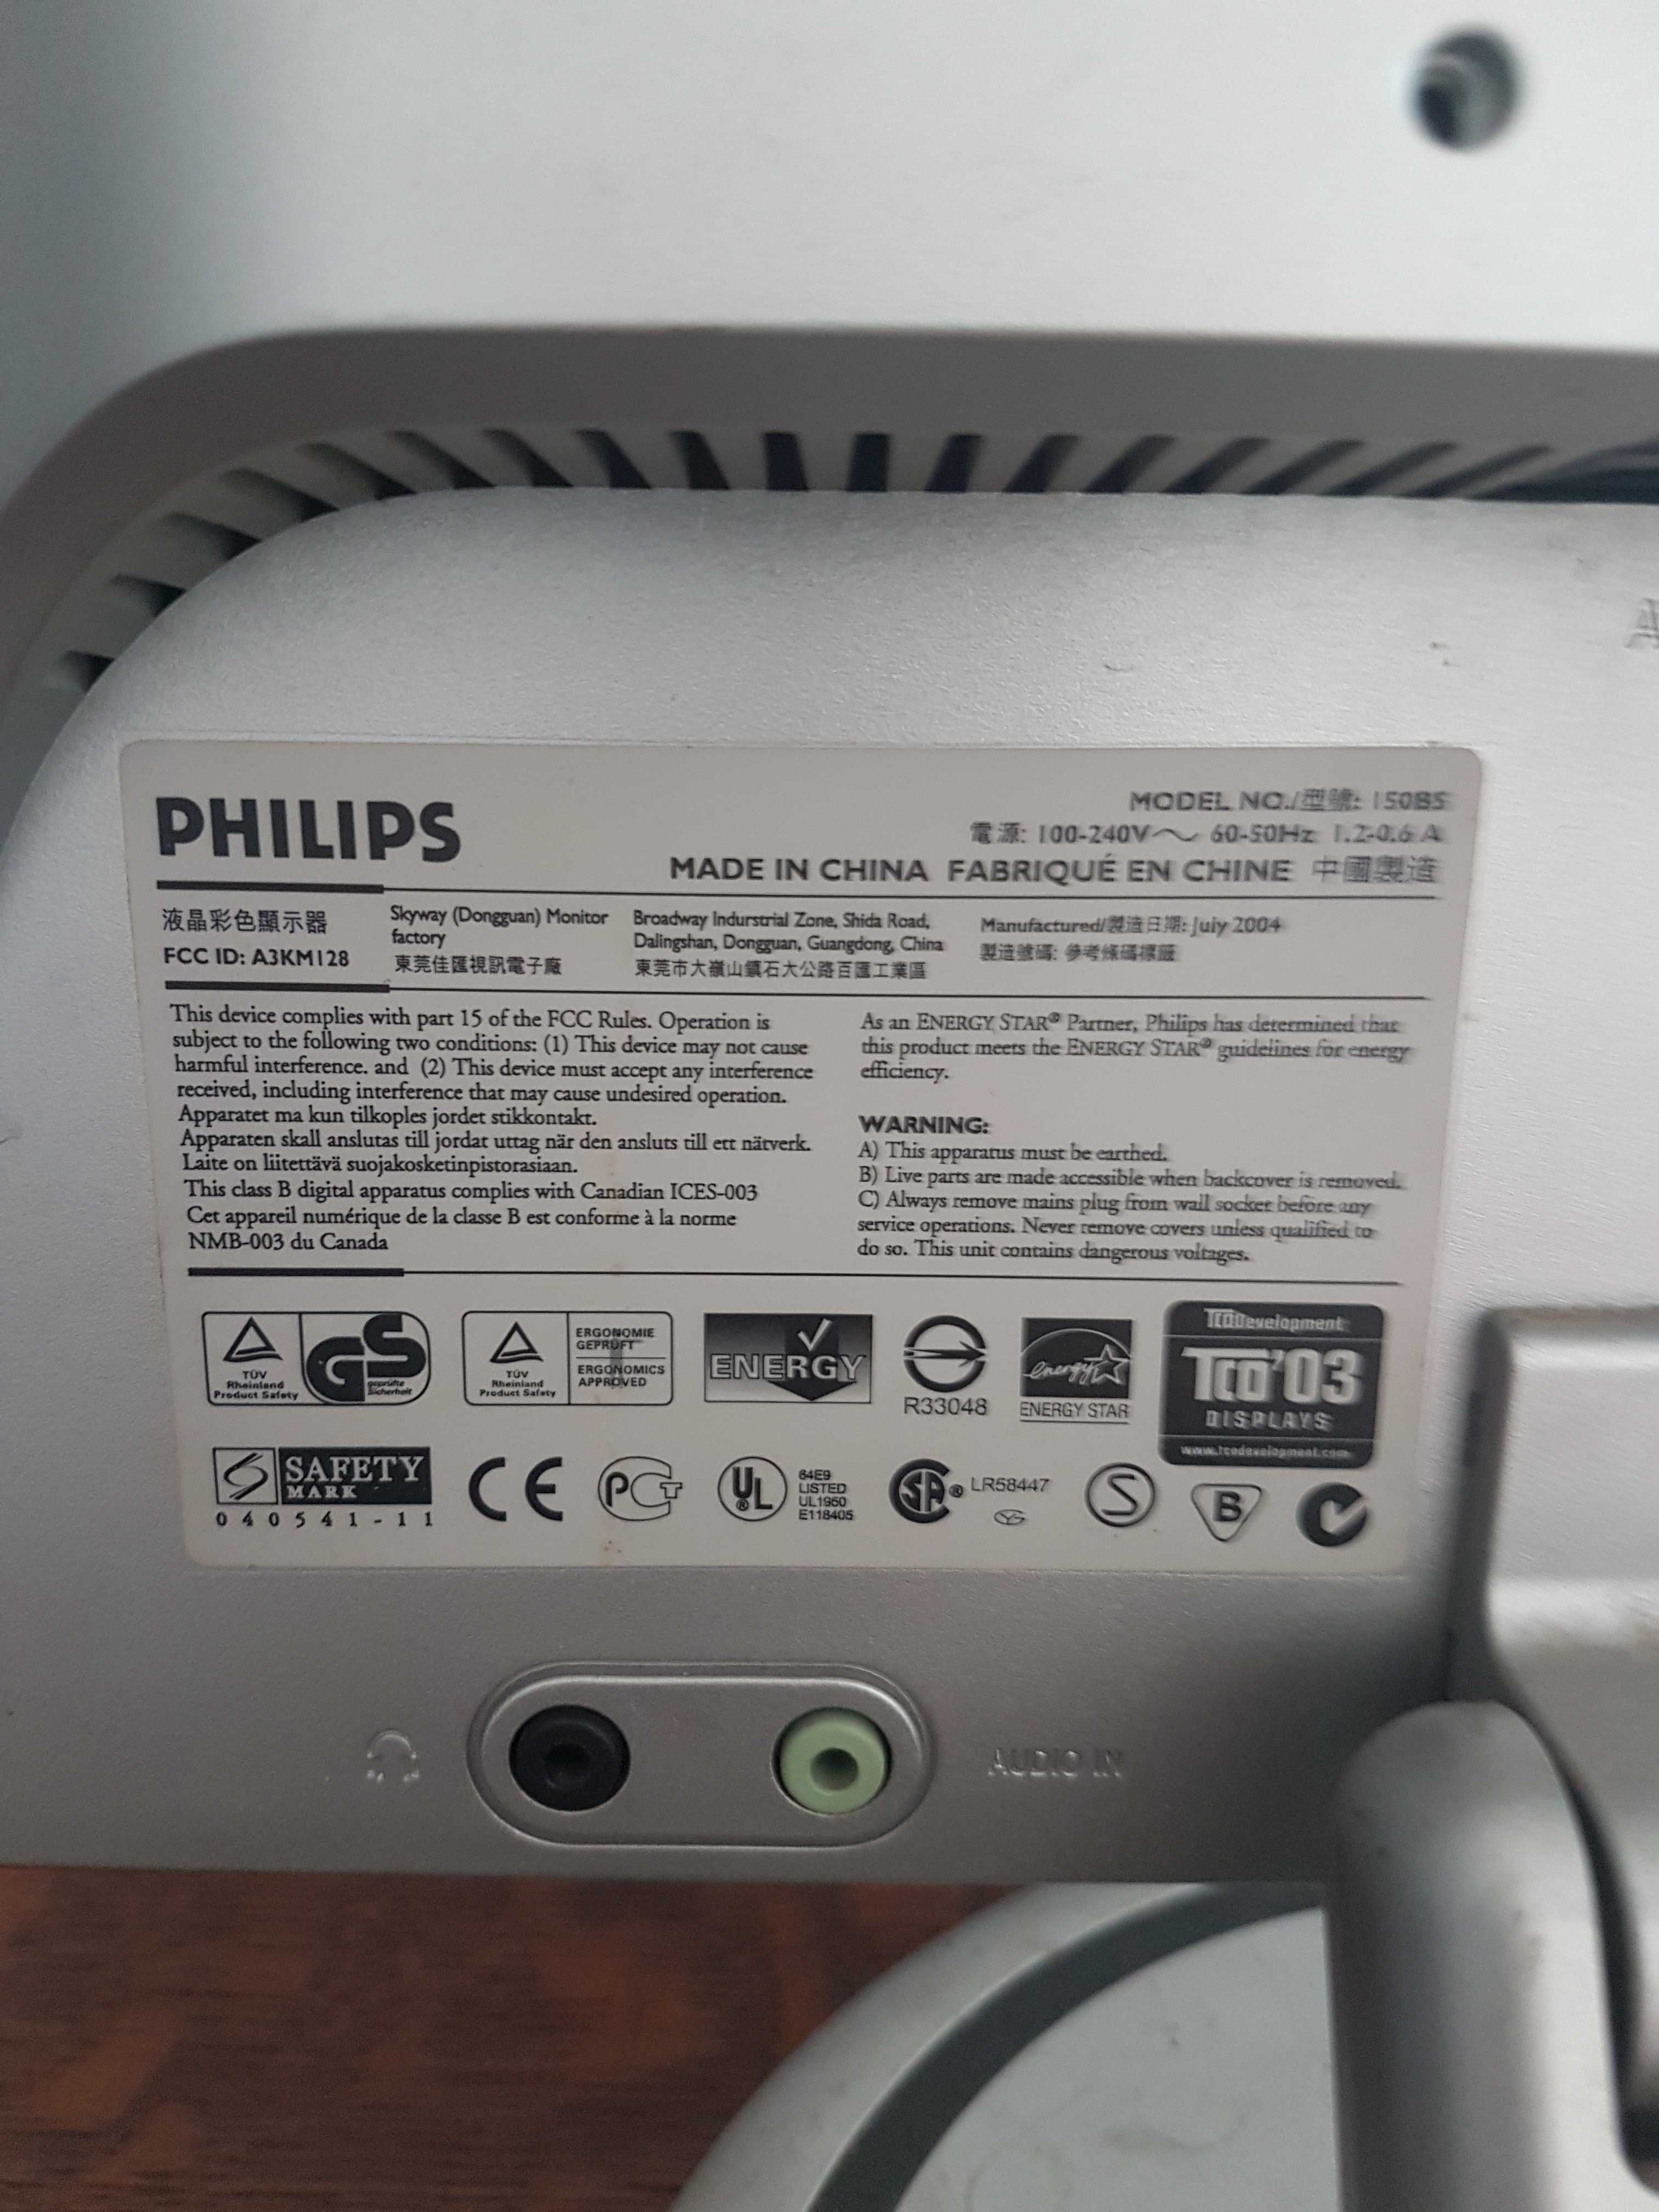 PHILIPS
MODEL NO./型號: 150B5
電源: 100-240V～ 60-50Hz 1.2-0.6 A
MADE IN CHINA FABRIQUÉ EN CHINE 中國製造
液晶彩色顯示器
FCC ID: A3KM128
Skyway (Dongguan) Monitor
factory
東莞佳匯視訊電子廠
Broadway Indurstrial Zone, Shida Road,
Dalingshan, Dongguan, Guangdong, China
東莞市大嶺山鎮石大公路百匯工業區
Manufactured/製造日期: July 2004
製造號碼: 參考條碼標籤
This device complies with part 15 of the FCC Rules. Operation is
subject to the following two conditions: (1) This device may not cause
harmful interference. and (2) This device must accept any interference
received, including interference that may cause undesired operation.
Apparatet ma kun tilkoples jordet stikkontakt.
Apparaten skall anslutas till jordat uttag när den ansluts till ett nätverk.
Laite on liitettävä suojakosketinpistorasiaan.
This class B digital apparatus complies with Canadian ICES-003
Cet appareil numérique de la classe B est conforme à la norme
NMB-003 du Canada
As an ENERGY STAR® Partner, Philips has determined that
this product meets the ENERGY STAR® guidelines for energy
efficiency.
WARNING:
A) This apparatus must be earthed.
B) Live parts are made accessible when backcover is removed.
C) Always remove mains plug from wall socket before any
service operations. Never remove covers unless qualified to
do so. This unit contains dangerous voltages.
TÜV
Rheinland
Product Safety
GS
geprüfte
Sicherheit
TÜV
Rheinland
Product Safety
ERGONOMIE
GEPRÜFT
ERGONOMICS
APPROVED
ENERGY
R33048
energy
ENERGY STAR
TCO Development
TCO'03
DISPLAYS
www.tcodevelopment.com
SAFETY
MARK
040541-11
CE
PCT
UL®
64E9
LISTED
UL1950
E118405
SA®
LR58447
YS
S
B
AUDIO IN
A